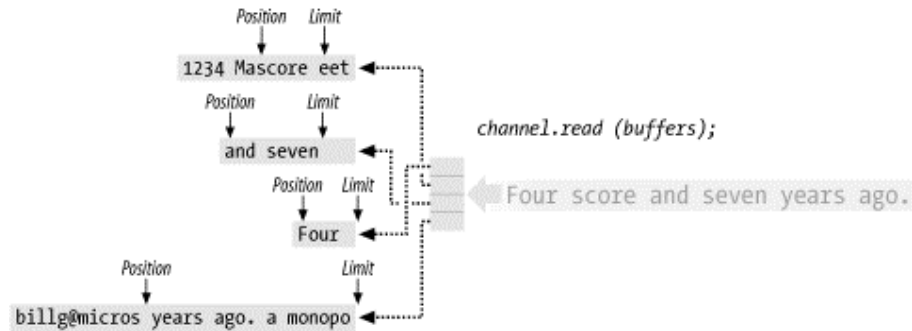 Position Limit
1234 Mascore eet
Position Limit
and seven
channel.read (buffers);
Four score and seven years ago.
Position Limit
Four
Position Limit
billg@micros years ago. a monopo